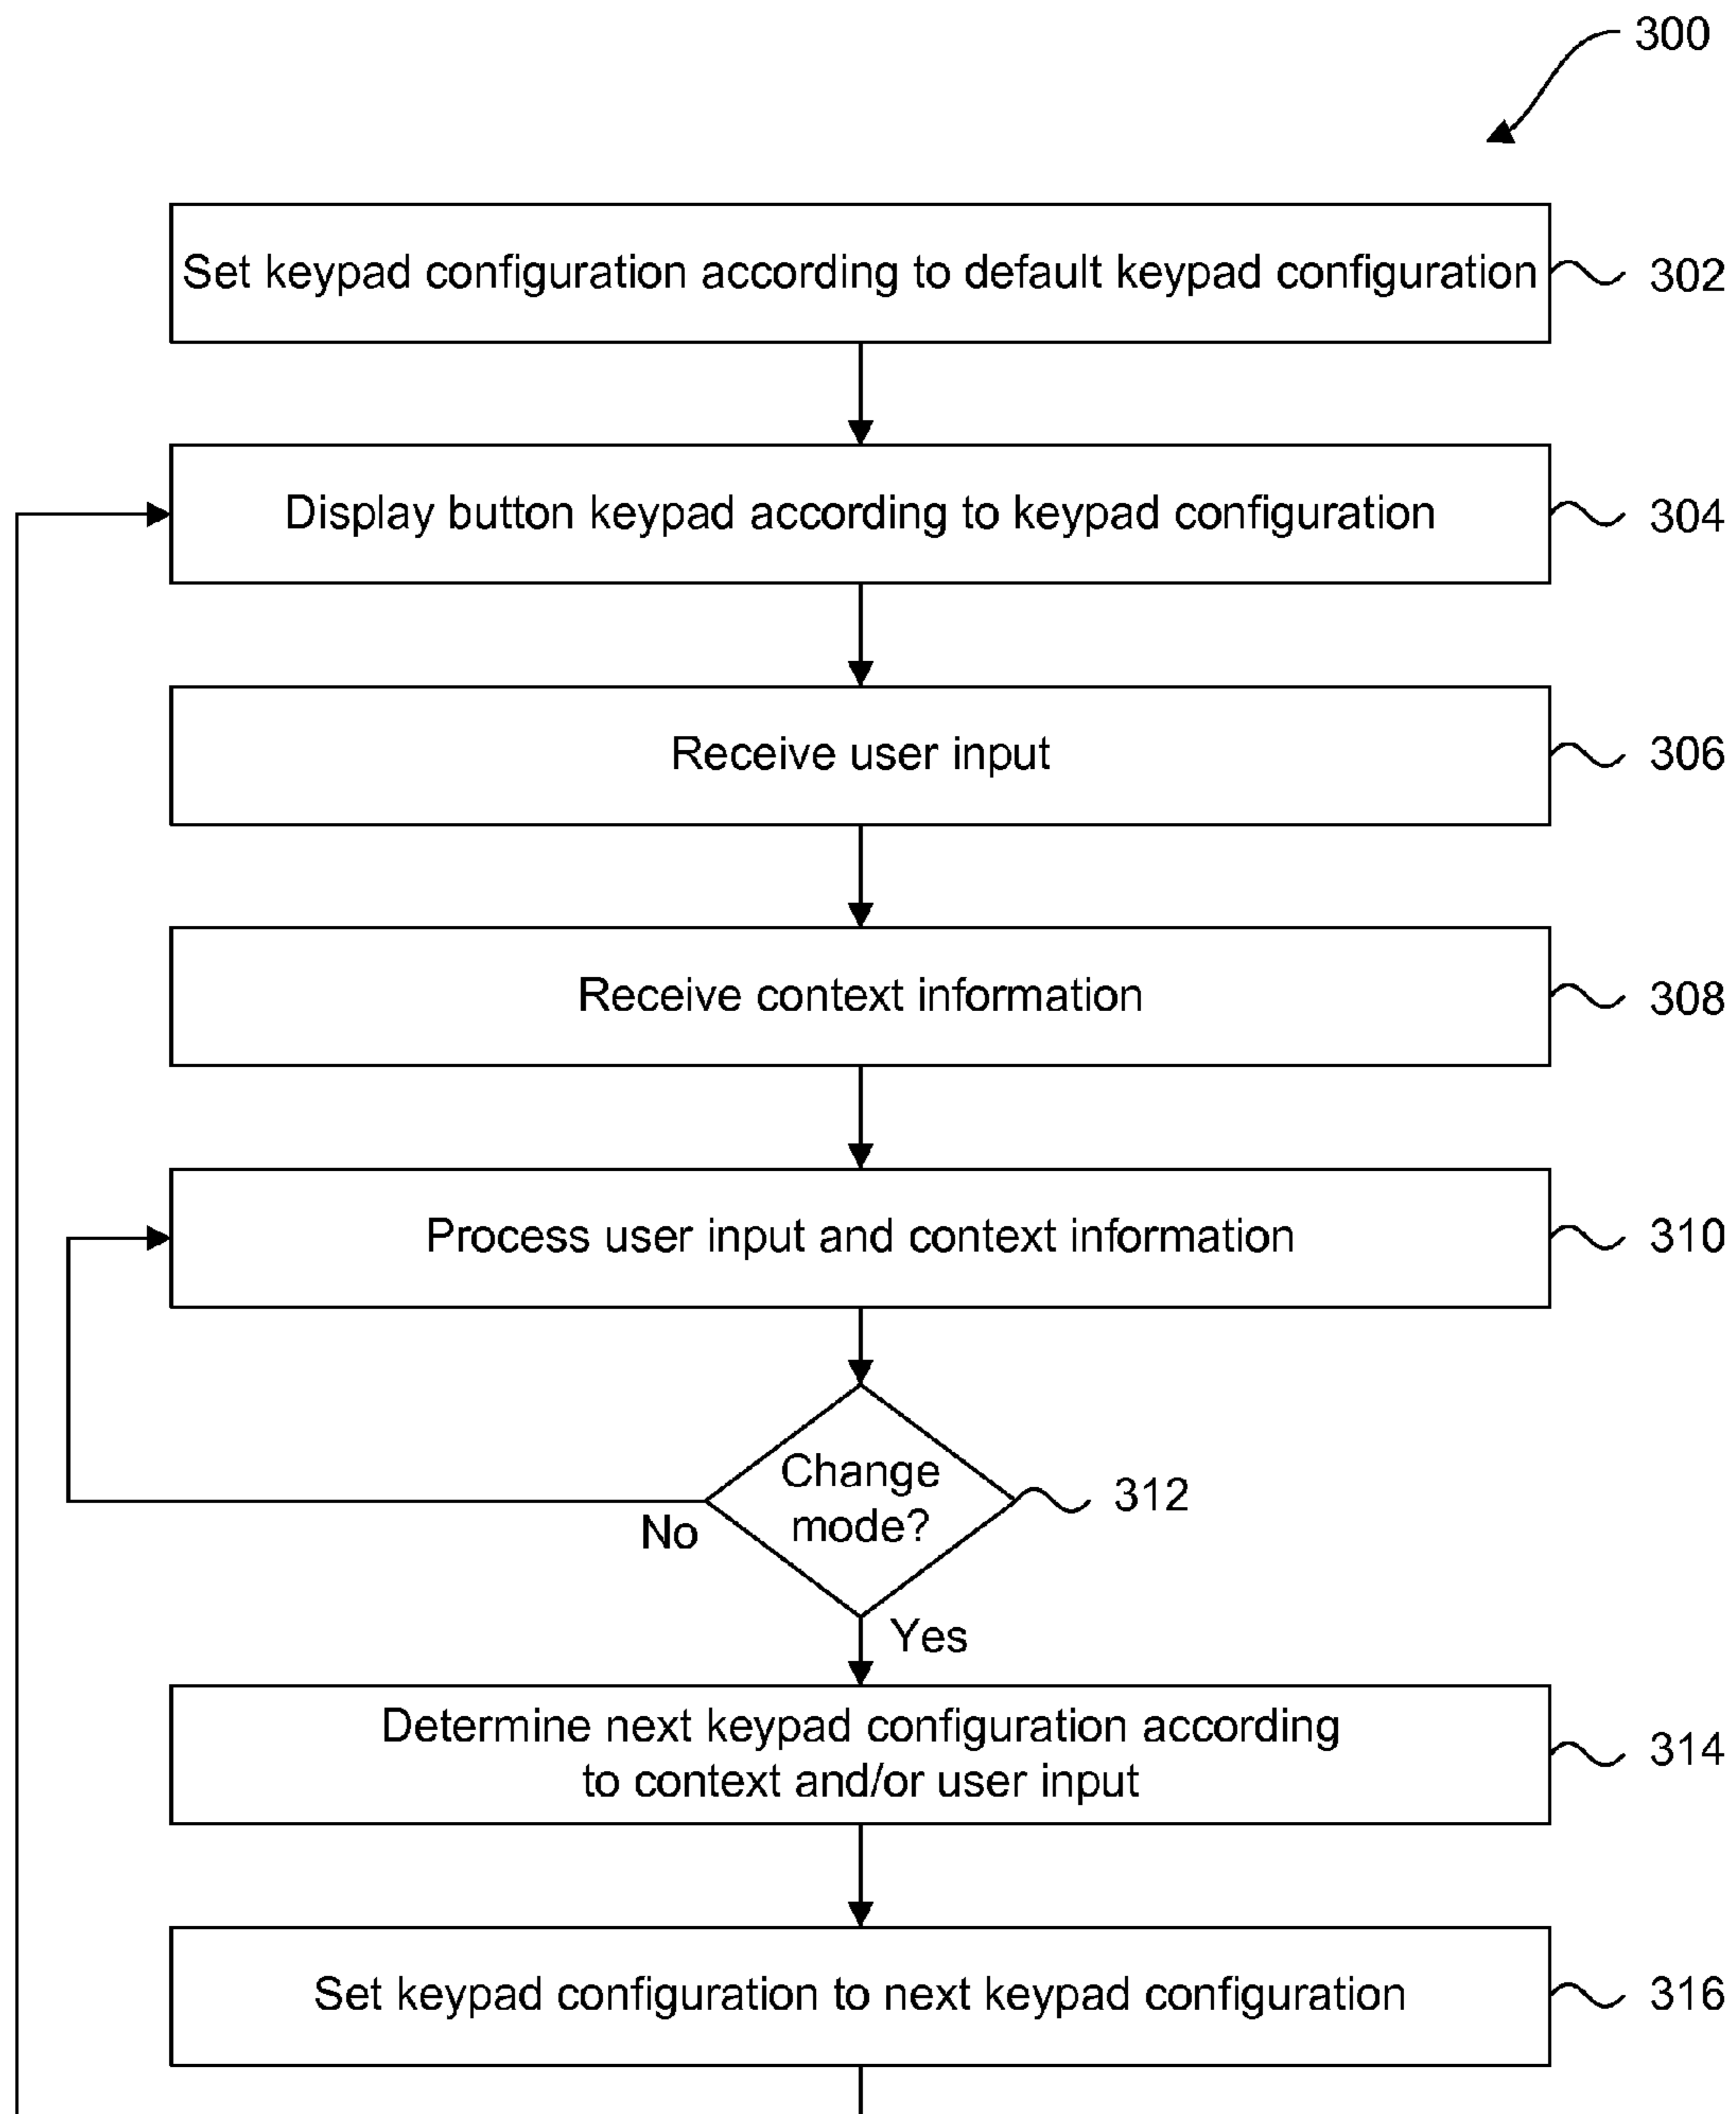 300
Set keypad configuration according to default keypad configuration
302
Display button keypad according to keypad configuration
304
Receive user input
306
Receive context information
308
Process user input and context information
310
Change
mode?
312
No
Yes
Determine next keypad configuration according
to context and/or user input
314
Set keypad configuration to next keypad configuration
316